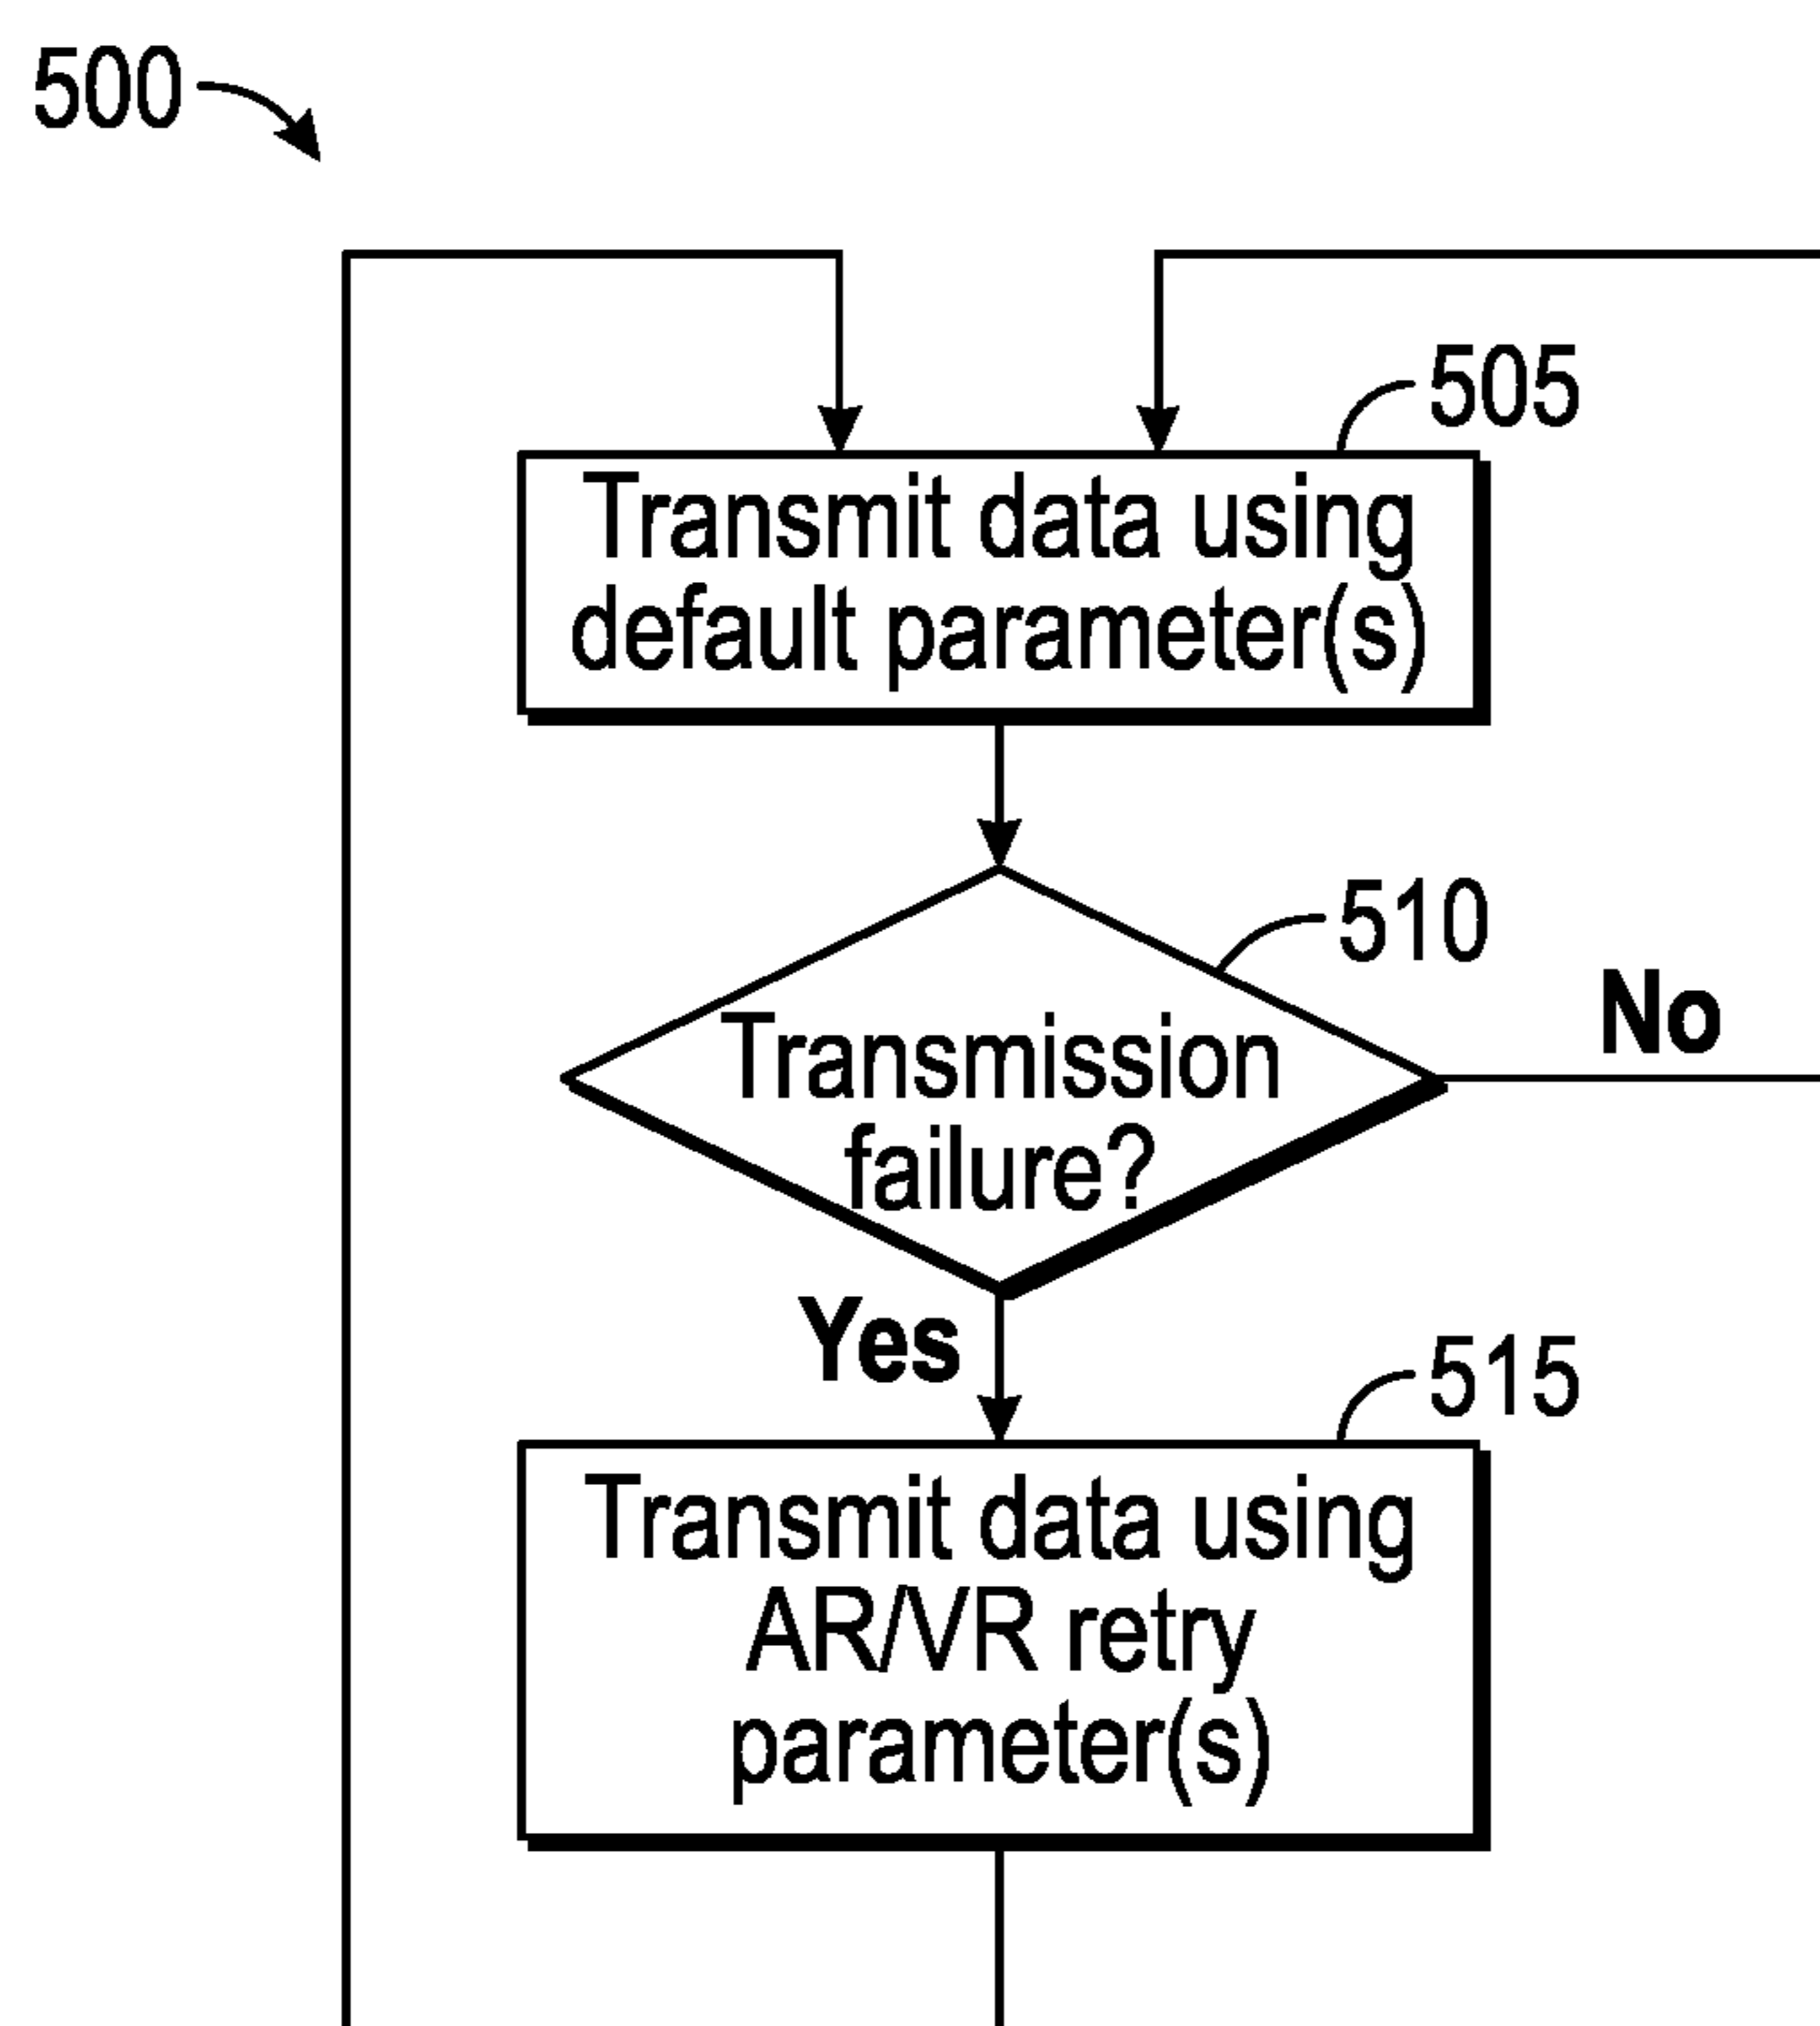 500
505
Transmit data using
default parameter(s)
510
No
Transmission
failure?
Yes
515
Transmit data using
AR/VR retry
parameter(s)